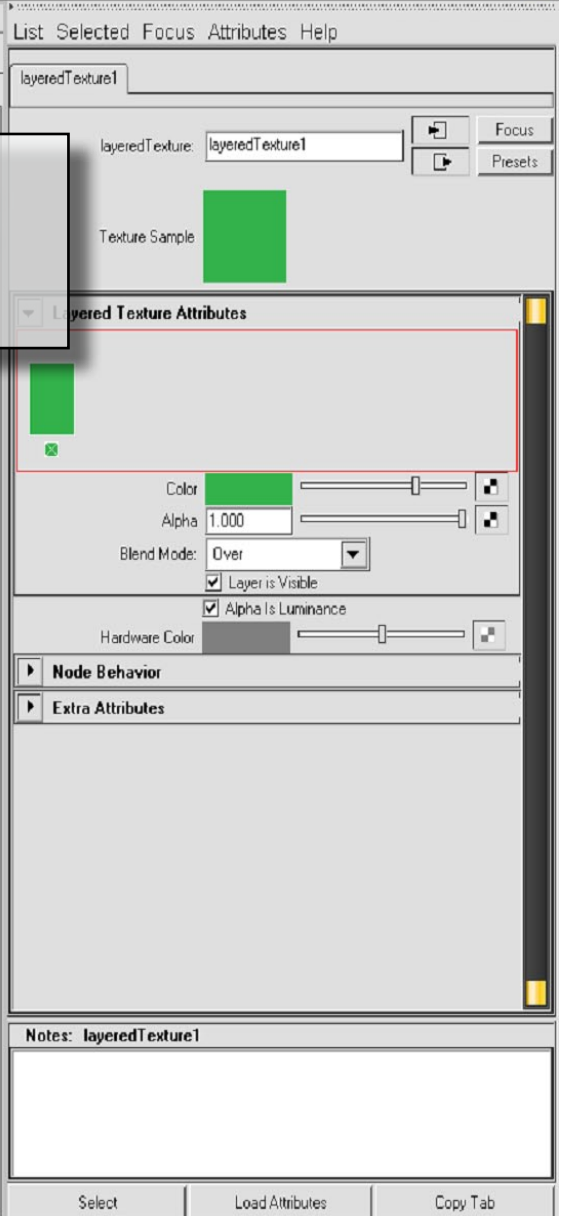 List Selected Focus Attributes Help
layeredTexture1
layeredTexture: layeredTexture1
Focus
Presets
Texture Sample
Layered Texture Attributes
Color
Alpha 1.000
Blend Mode: Over
Layer is Visible
Alpha Is Luminance
Hardware Color
Node Behavior
Extra Attributes
Notes: layeredTexture1
Select Load Attributes Copy Tab